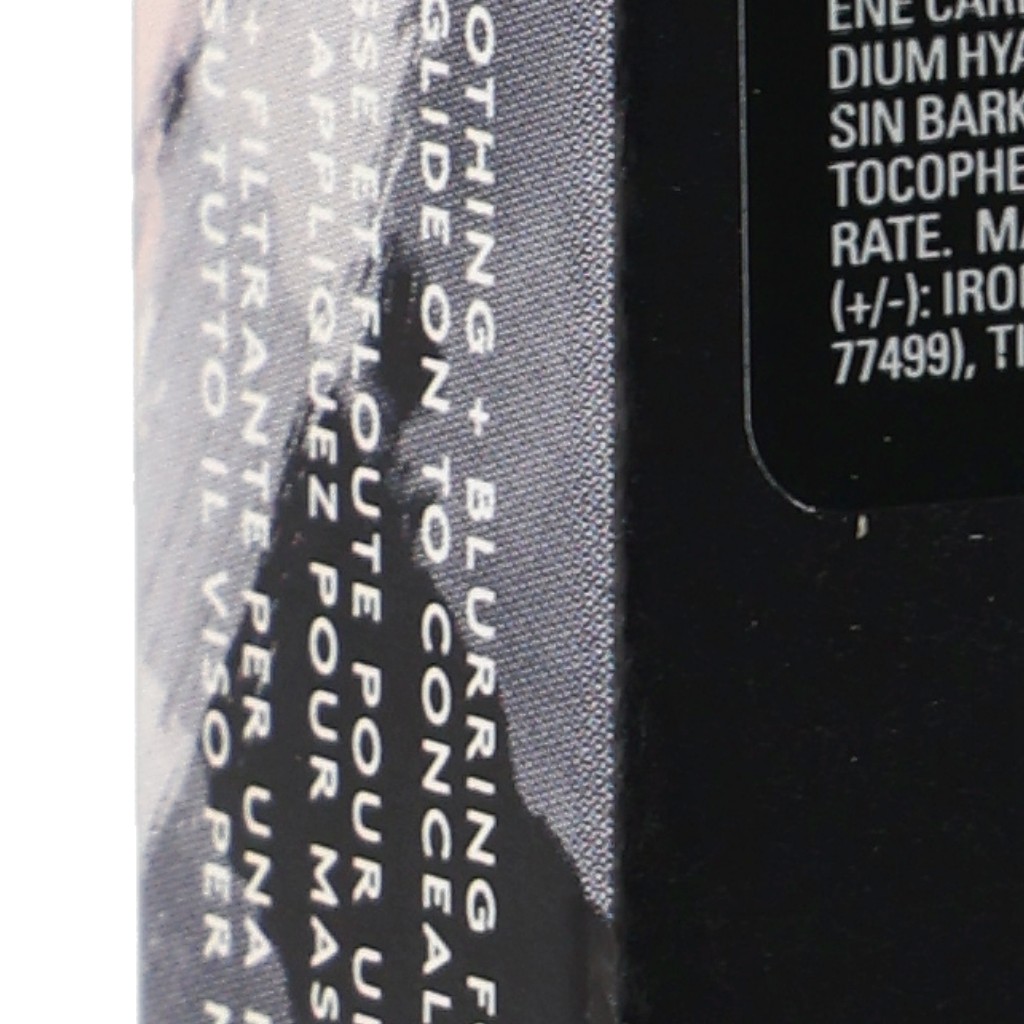 OTHING + BLURRING
GLIDE ON TO CONCEAL
SSE ET FLOUTE POUR
APPLIQUEZ POUR MAS
+ FILTRANTE PER UNA
SU TUTTO IL VISO PER
ENE CAR
DIUM HYA
SIN BARK
TOCOPHE
RATE. MA
(+/-): IRO
77499), TI